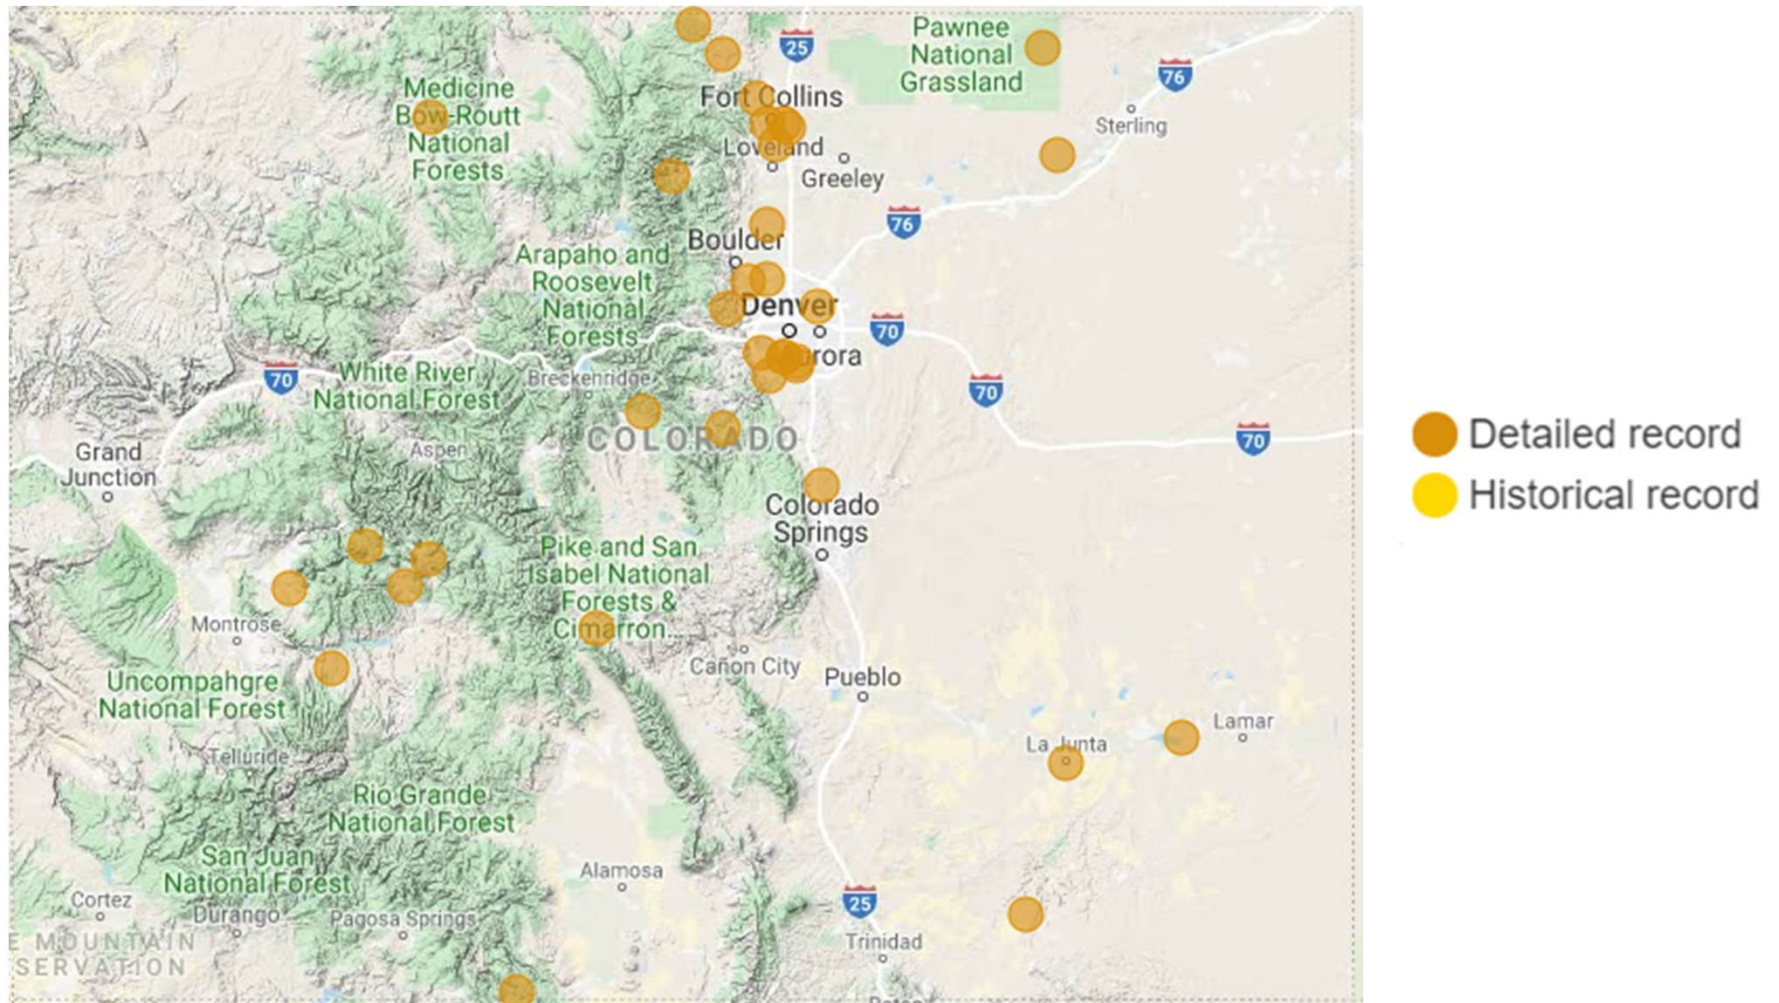 25
Pawnee
National
Grassland
76
Medicine
Bow-Routt
National
Forests
Fort Collins
Sterling
Loveland
Greeley
76
Boulder
Arapaho and
Roosevelt
National
Forests
Denver
70
Aurora
70
White River
National Forest
Breckenridge
70
COLORADO
70
Grand
Junction
Aspen
Detailed record
Historical record
Colorado
Springs
Pike and San
Isabel National
Forests &
Cimarron...
Montrose
Cañon City
Pueblo
Uncompahgre
National Forest
Lamar
La Junta
Telluride
Rio Grande
National Forest
San Juan
National Forest
Alamosa
Cortez
Durango
Pagosa Springs
25
E MOUNTAIN
SERVATION
Trinidad
Raton